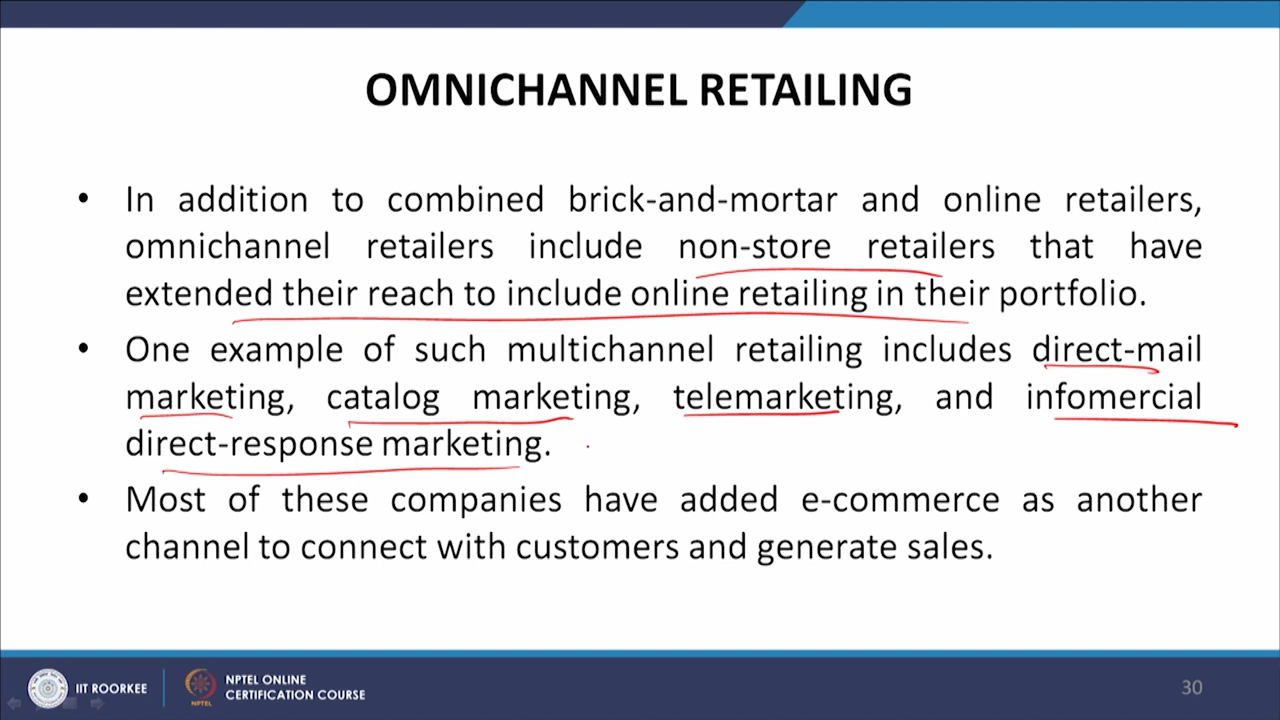 OMNICHANNEL RETAILING
• In addition to combined brick-and-mortar and online retailers,
omnichannel retailers include non-store retailers that have
extended their reach to include online retailing in their portfolio.
• One example of such multichannel retailing includes direct-mail
marketing, catalog marketing, telemarketing, and infomercial
direct-response marketing.
• Most of these companies have added e-commerce as another
channel to connect with customers and generate sales.
IIT ROORKEE
NPTEL
NPTEL ONLINE
CERTIFICATION COURSE
30